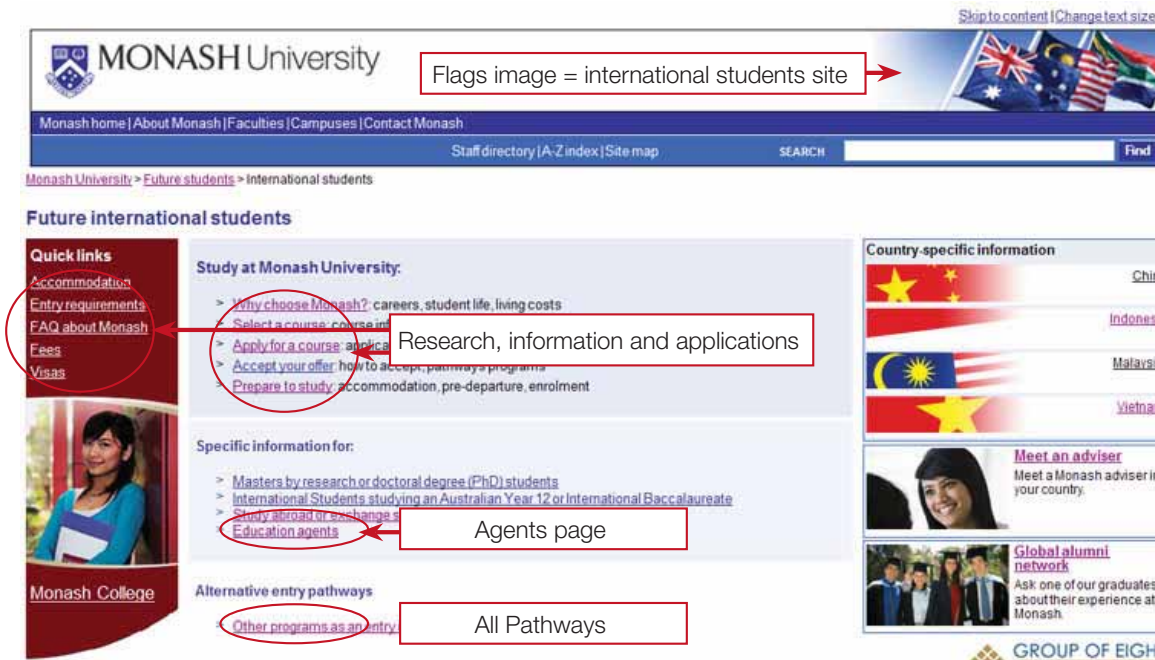 Skip to content | Change text size
MONASH University
Flags image = international students site
Monash home | About Monash | Faculties | Campuses | Contact Monash
Staff directory | A-Z index | Site map
SEARCH
Find
Monash University > Future students > International students
Future international students
Quick links
Accommodation
Entry requirements
FAQ about Monash
Fees
Visas
Monash College
Study at Monash University:
> Why choose Monash?: careers, student life, living costs
> Select a course: course
> Apply for a course:
> Accept your offer: how to accept, pathways programs
> Prepare to study: accommodation, pre-departure, enrolment
Research, information and applications
Specific information for:
> Masters by research or doctoral degree (PhD) students
> International Students studying an Australian Year 12 or International Baccalaureate
> Study abroad or exchange
> Education agents
Agents page
Alternative entry pathways
> Other programs as an entry
All Pathways
Country-specific information
Chin
Indones
Malaysi
Vietna
Meet an adviser
Meet a Monash adviser in
your country.
Global alumni
network
Ask one of our graduates
about their experience at
Monash.
GROUP OF EIGH